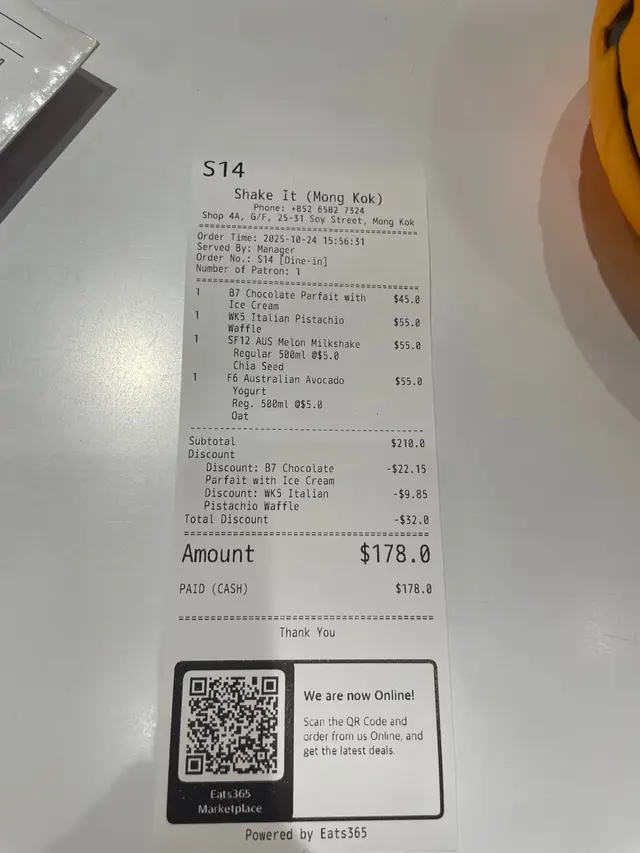 S14
Shake It (Mong Kok)
Phone: +852 6582 7324
Shop 4A, G/F, 25-31 Soy Street, Mong Kok
Order Time: 2025-10-24 15:56:31
Served By: Manager
Order No.: S14 [Dine-in]
Number of Patron: 1
1 B7 Chocolate Parfait with $45.0
Ice Cream
1 WK5 Italian Pistachio $55.0
Waffle
1 SF12 AUS Melon Milkshake $55.0
Regular 500ml @$5.0
Chia Seed
1 F6 Australian Avocado $55.0
Yogurt
Reg. 500ml @$5.0
Oat
Subtotal $210.0
Discount
Discount: B7 Chocolate -$22.15
Parfait with Ice Cream
Discount: WK5 Italian -$9.85
Pistachio Waffle
Total Discount -$32.0
Amount $178.0
PAID (CASH) $178.0
Thank You
We are now Online!
Scan the QR Code and
order from us Online, and
get the latest deals.
Eats365
Marketplace
Powered by Eats365